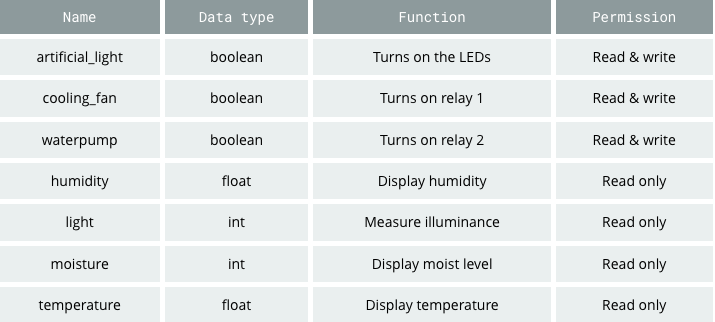 Name Data type Function Permission
artificial_light boolean Turns on the LEDs Read & write
cooling_fan boolean Turns on relay 1 Read & write
waterpump boolean Turns on relay 2 Read & write
humidity float Display humidity Read only
light int Measure illuminance Read only
moisture int Display moist level Read only
temperature float Display temperature Read only